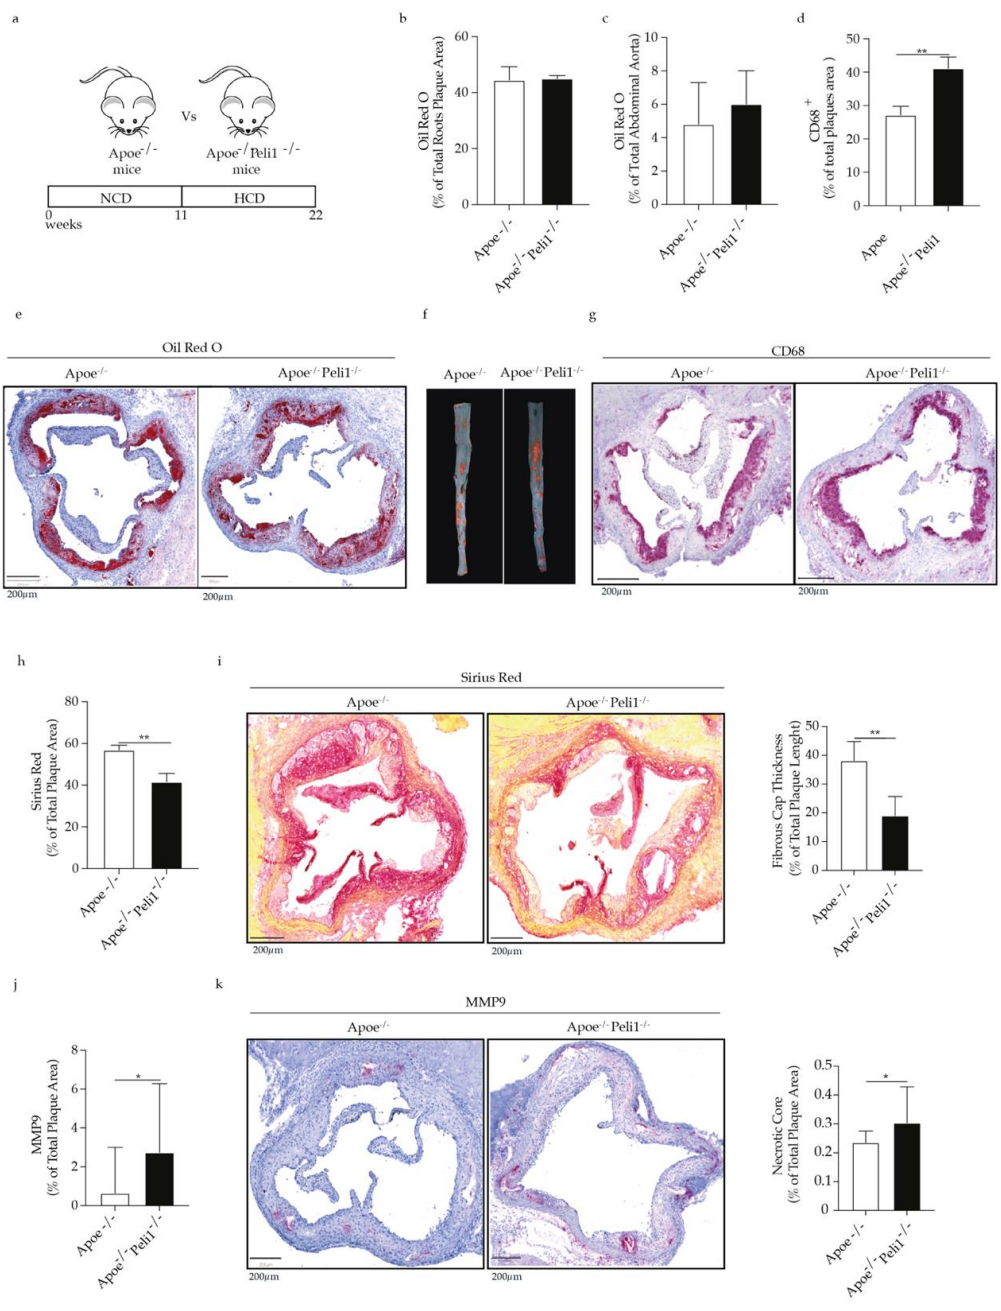 a
Apoe-/-
mice
Vs
Apoe-/-Peli1 -/-
mice
NCD
HCD
0
11
22
weeks
b
Oil Red O
(% of Total Roots Plaque Area)
60
40
20
0
Apoe -/-
Apoe-/- Peli1 -/-
c
Oil Red O
(% of Total Abdominal Aorta)
10
8
6
4
2
0
Apoe -/-
Apoe-/- Peli1 -/-
d
CD68 +
(% of total plaques area )
50
40
30
20
10
0
**
Apoe
Apoe-/- Peli1
e
Oil Red O
Apoe-/-
Apoe-/- Peli1-/-
200µm
200µm
f
Apoe-/-
Apoe-/- Peli1-/-
g
CD68
Apoe-/-
Apoe-/- Peli1-/-
200µm
200µm
h
Sirius Red
(% of Total Plaque Area)
80
60
40
20
0
**
Apoe -/-
Apoe-/- Peli1 -/-
i
Sirius Red
Apoe-/-
Apoe-/- Peli1-/-
200µm
200µm
Fibrous Cap Thickness
(% of Total Plaque Lenght)
50
40
30
20
10
0
**
Apoe -/-
Apoe-/- Peli1 -/-
j
MMP9
(% of Total Plaque Area)
8
6
4
2
0
*
Apoe -/-
Apoe-/- Peli1 -/-
k
MMP9
Apoe-/-
Apoe-/- Peli1-/-
200µm
200µm
Necrotic Core
(% of Total Plaque Area)
0.5
0.4
0.3
0.2
0.1
0
*
Apoe -/-
Apoe-/- Peli1 -/-